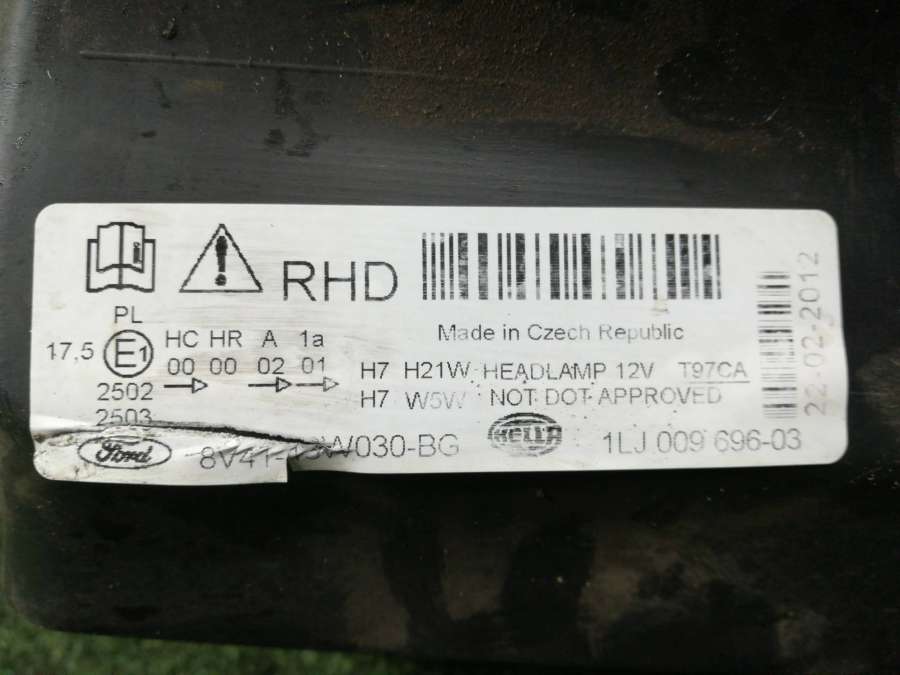 RHD
PL
17,5 E1
HC HR A 1a
00 00 02 01
2502
2503
Made in Czech Republic
H7 H21W HEADLAMP 12V T97CA
H7 W5W NOT DOT APPROVED
22-02-2012
Ford
HELLA
1LJ 009 696-03